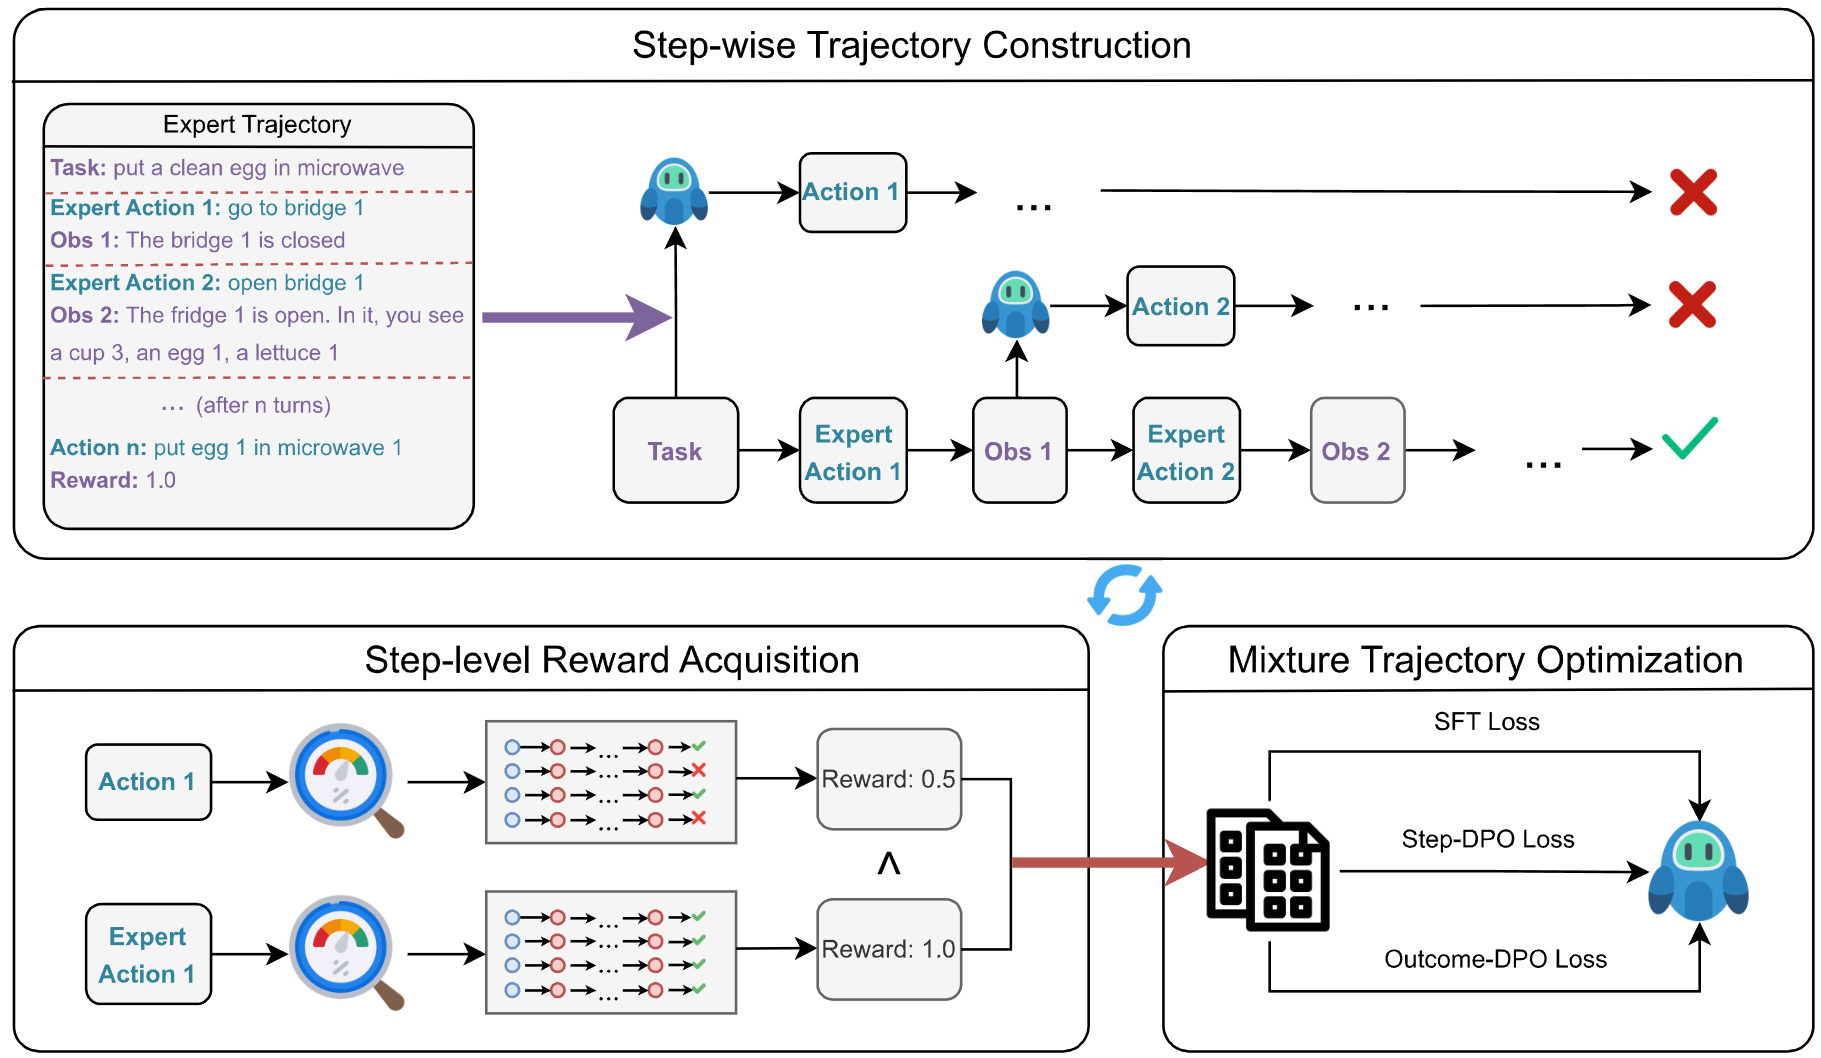 Step-wise Trajectory Construction
Expert Trajectory
Task: put a clean egg in microwave
Expert Action 1: go to bridge 1
Obs 1: The bridge 1 is closed
Expert Action 2: open bridge 1
Obs 2: The fridge 1 is open. In it, you see
a cup 3, an egg 1, a lettuce 1
... (after n turns)
Action n: put egg 1 in microwave 1
Reward: 1.0
Action 1
...
Action 2
...
Task
Expert
Action 1
Obs 1
Expert
Action 2
Obs 2
...
Step-level Reward Acquisition
Action 1
...
...
...
...
Reward: 0.5
^
Expert
Action 1
...
...
...
...
Reward: 1.0
Mixture Trajectory Optimization
SFT Loss
Step-DPO Loss
Outcome-DPO Loss